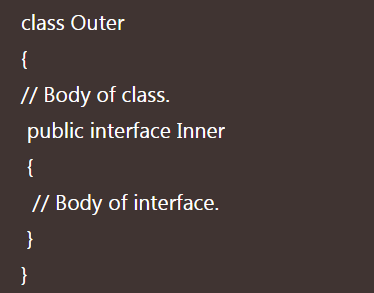 class Outer
{
// Body of class.
public interface Inner
{
// Body of interface.
}
}